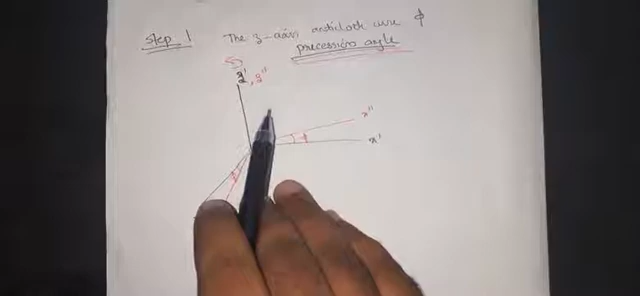 Step 1 The z-axis anticlock wise φ
precession angle
z', z''
x''
φ
x'
φ